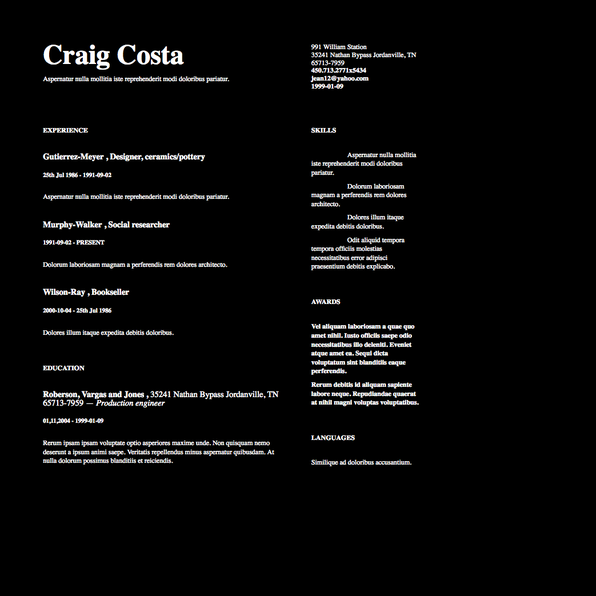 Craig Costa
Aspernatur nulla mollitia iste reprehenderit modi doloribus pariatur.
991 William Station
35241 Nathan Bypass Jordanville, TN
65713-7959
450.713.2771x5434
jean12@yahoo.com
1999-01-09
EXPERIENCE
Gutierrez-Meyer , Designer, ceramics/pottery
25th Jul 1986 - 1991-09-02
Aspernatur nulla mollitia iste reprehenderit modi doloribus pariatur.
Murphy-Walker , Social researcher
1991-09-02 - PRESENT
Dolorum laboriosam magnam a perferendis rem dolores architecto.
Wilson-Ray , Bookseller
2000-10-04 - 25th Jul 1986
Dolores illum itaque expedita debitis doloribus.
EDUCATION
Roberson, Vargas and Jones , 35241 Nathan Bypass Jordanville, TN
65713-7959 — Production engineer
01,11,2004 - 1999-01-09
Rerum ipsam ipsam voluptate optio asperiores maxime unde. Non quisquam nemo
deserunt a ipsum animi saepe. Veritatis repellendus minus aspernatur quibusdam. At
nulla dolorum possimus blanditiis et reiciendis.
SKILLS
Aspernatur nulla mollitia
iste reprehenderit modi doloribus
pariatur.
Dolorum laboriosam
magnam a perferendis rem dolores
architecto.
Dolores illum itaque
expedita debitis doloribus.
Odit aliquid tempora
tempora officiis molestias
necessitatibus error adipisci
praesentium debitis explicabo.
AWARDS
Vel aliquam laboriosam a quae quo
amet nihil. Iusto officiis saepe odio
necessitatibus illo deleniti. Eveniet
atque amet ea. Sequi dicta
voluptatum sint blanditiis eaque
perferendis.
Rerum debitis id aliquam sapiente
labore neque. Repudiandae quaerat
at nihil magni voluptas voluptatibus.
LANGUAGES
Similique ad doloribus accusantium.